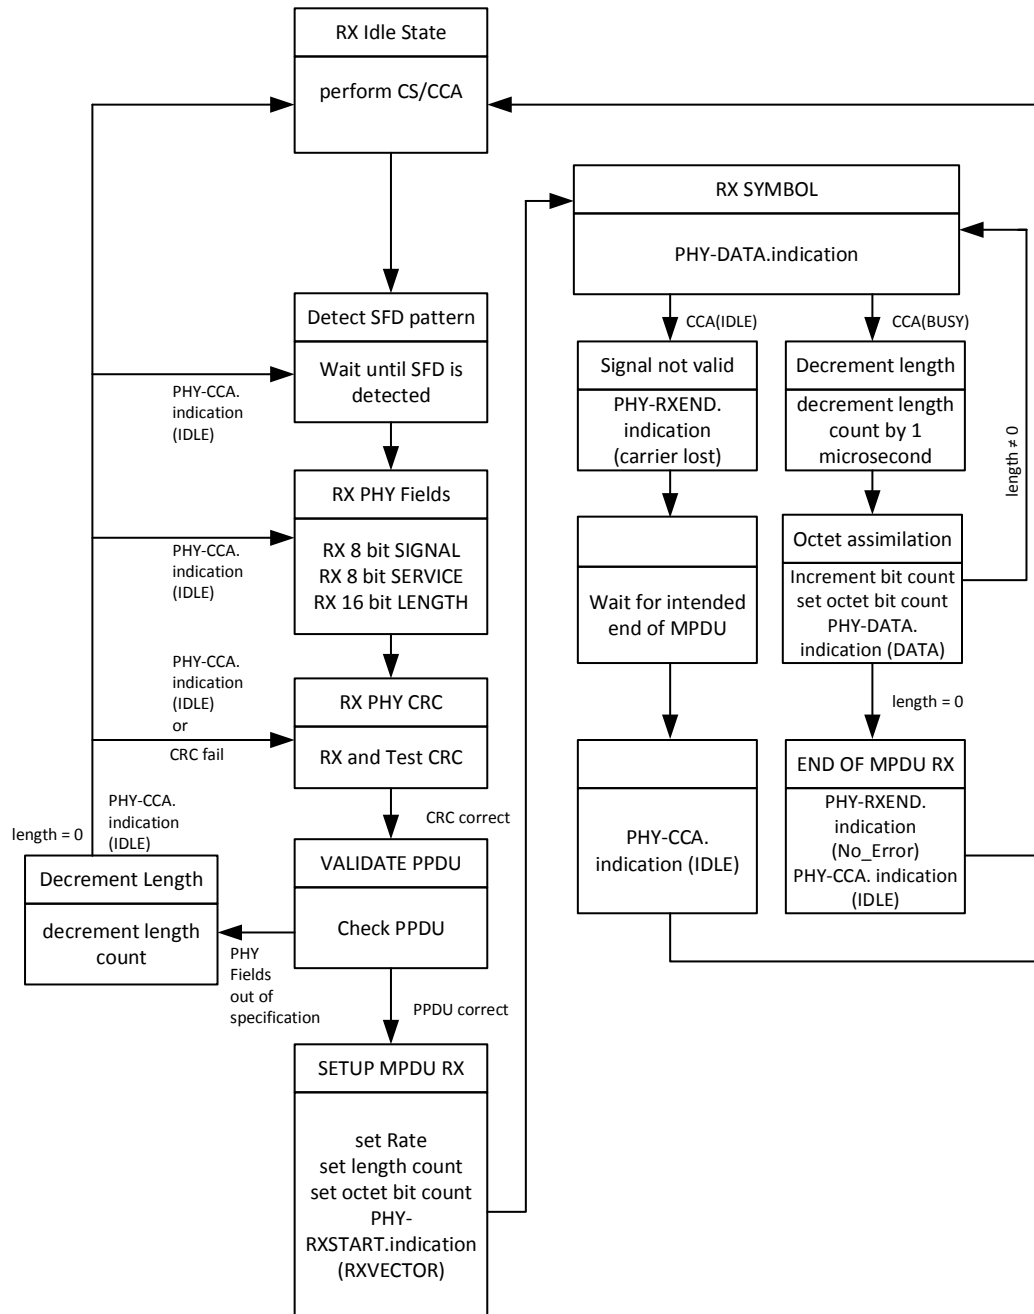 RX Idle State
perform CS/CCA
Detect SFD pattern
Wait until SFD is
detected
PHY-CCA.
indication
(IDLE)
RX PHY Fields
RX 8 bit SIGNAL
RX 8 bit SERVICE
RX 16 bit LENGTH
PHY-CCA.
indication
(IDLE)
PHY-CCA.
indication
(IDLE)
or
CRC fail
RX PHY CRC
RX and Test CRC
CRC correct
length = 0
PHY-CCA.
indication
(IDLE)
Decrement Length
decrement length
count
VALIDATE PPDU
Check PPDU
PHY
Fields
out of
specification
PPDU correct
SETUP MPDU RX
set Rate
set length count
set octet bit count
PHY-
RXSTART.indication
(RXVECTOR)
RX SYMBOL
PHY-DATA.indication
CCA(IDLE)
CCA(BUSY)
Signal not valid
PHY-RXEND.
indication
(carrier lost)
Wait for intended
end of MPDU
PHY-CCA.
indication (IDLE)
Decrement length
decrement length
count by 1
microsecond
length ≠ 0
Octet assimilation
Increment bit count
set octet bit count
PHY-DATA.
indication (DATA)
length = 0
END OF MPDU RX
PHY-RXEND.
indication
(No_Error)
PHY-CCA. indication
(IDLE)